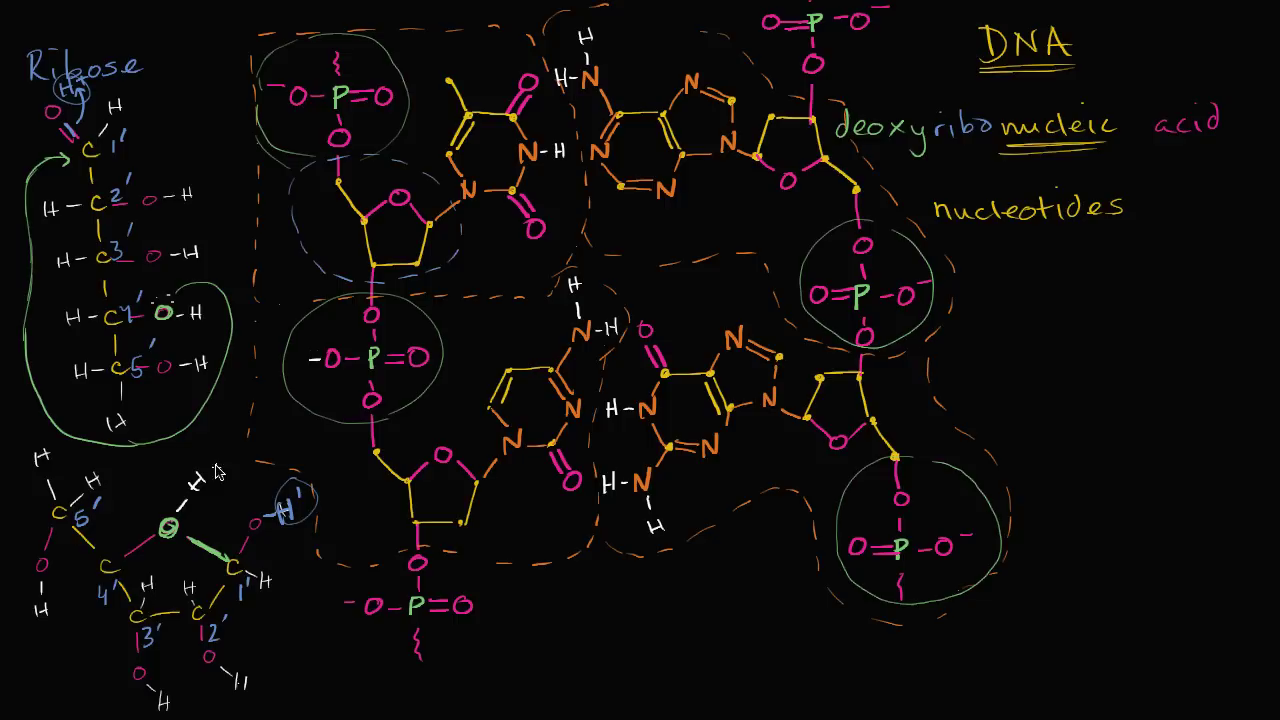 DNA
deoxyribonucleic acid
nucleotides
Ribose
H
O H
C 1'
H - C 2' - O - H
H - C 3' - O - H
H - C 4' - O - H
H - C 5' - O - H
H
H H H
C 5' O O - H'
O C 4' C 1' H
H H H
C 3' C 2'
O O
H H
- O - P = O
O
O
N - H
N
O
O
O
- O - P = O
O
H
N - H
N
N
O
O
O
- O - P = O
O = P - O -
O
H
H - N
N
N
N
N
O
O
O = P - O -
O
O
N
H - N
N
N
H - N
H
O
O
O = P - O -